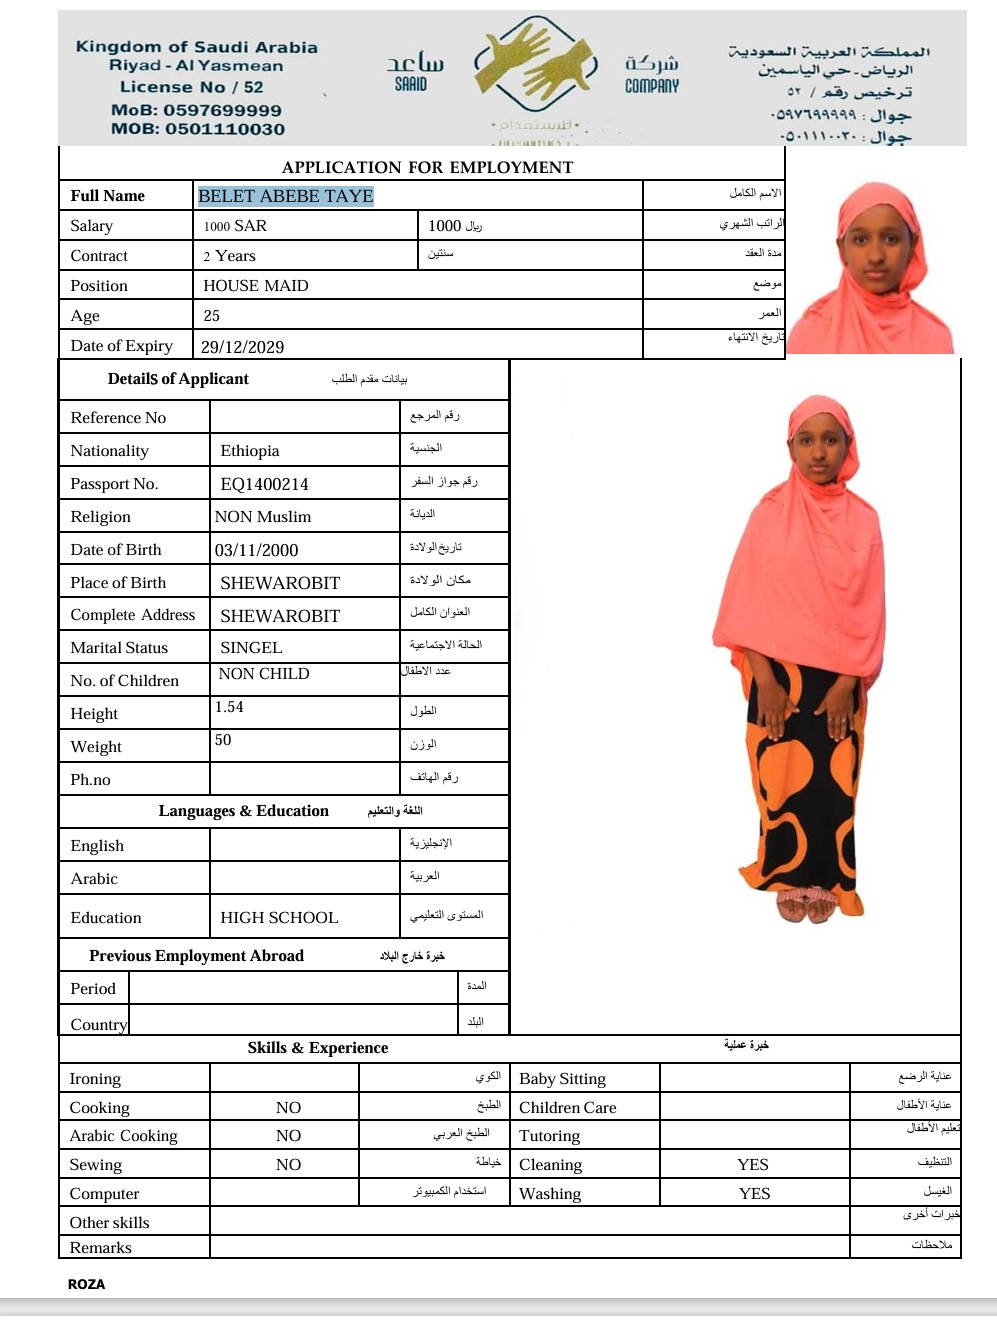 Kingdom of Saudi Arabia
Riyad - Al Yasmean
License No / 52
MoB: 0597699999
MOB: 0501110030
ساعد
SAAID
شركة
COMPANY
للاستقدام
المملكة العربية السعودية
الرياض - حي الياسمين
ترخيص رقم / ٥٢
جوال : ٠٥٩٧٦٩٩٩٩٩
جوال : ٠٥٠١١١٠٠٣٠
APPLICATION FOR EMPLOYMENT
Full Name BELET ABEBE TAYE الاسم الكامل
Salary 1000 SAR 1000 ريال الراتب الشهري
Contract 2 Years سنتين مدة العقد
Position HOUSE MAID موضع
Age 25 العمر
Date of Expiry 29/12/2029 تاريخ الانتهاء
Details of Applicant بيانات مقدم الطلب
Reference No رقم المرجع
Nationality Ethiopia الجنسية
Passport No. EQ1400214 رقم جواز السفر
Religion NON Muslim الديانة
Date of Birth 03/11/2000 تاريخ الولادة
Place of Birth SHEWAROBIT مكان الولادة
Complete Address SHEWAROBIT العنوان الكامل
Marital Status SINGEL الحالة الاجتماعية
No. of Children NON CHILD عدد الاطفال
Height 1.54 الطول
Weight 50 الوزن
Ph.no رقم الهاتف
Languages & Education اللغة والتعليم
English الإنجليزية
Arabic العربية
Education HIGH SCHOOL المستوى التعليمي
Previous Employment Abroad خبرة خارج البلاد
Period المدة
Country البلد
Skills & Experience خبرة عملية
Ironing الكوي Baby Sitting عناية الرضع
Cooking NO الطبخ Children Care عناية الأطفال
Arabic Cooking NO الطبخ العربي Tutoring تعليم الأطفال
Sewing NO خياطة Cleaning YES التنظيف
Computer استخدام الكمبيوتر Washing YES الغيسل
Other skills خبرات أخرى
Remarks ملاحظات
ROZA